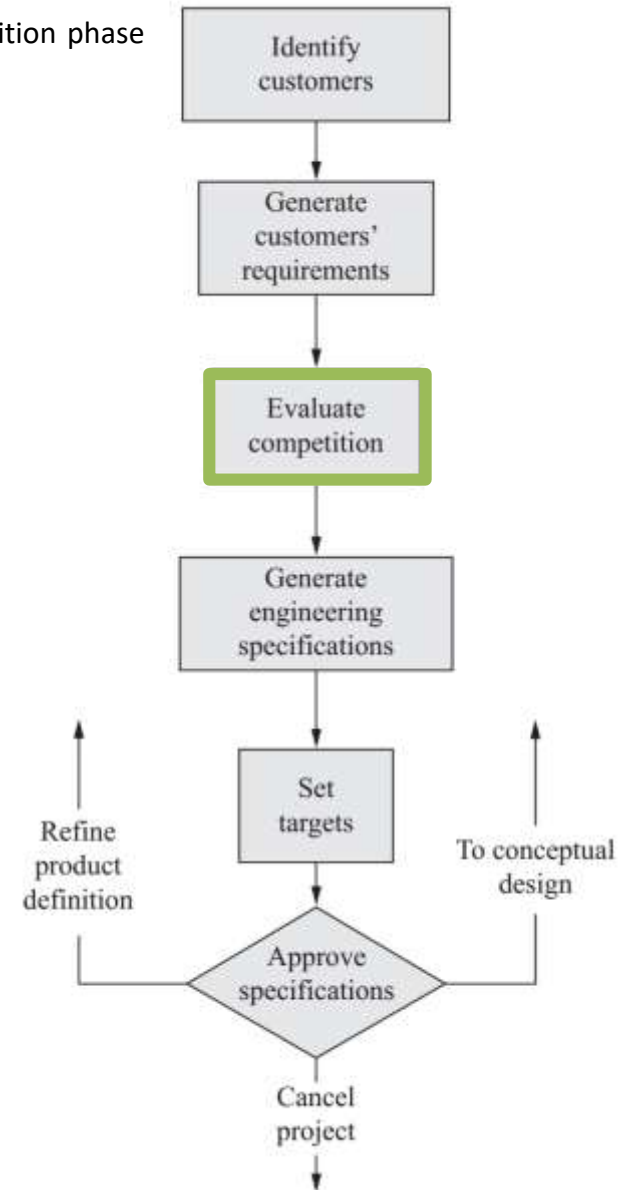 ition phase
Identify
customers
Generate
customers’
requirements
Evaluate
competition
Generate
engineering
specifications
Set
targets
Refine
product
definition
To conceptual
design
Approve
specifications
Cancel
project